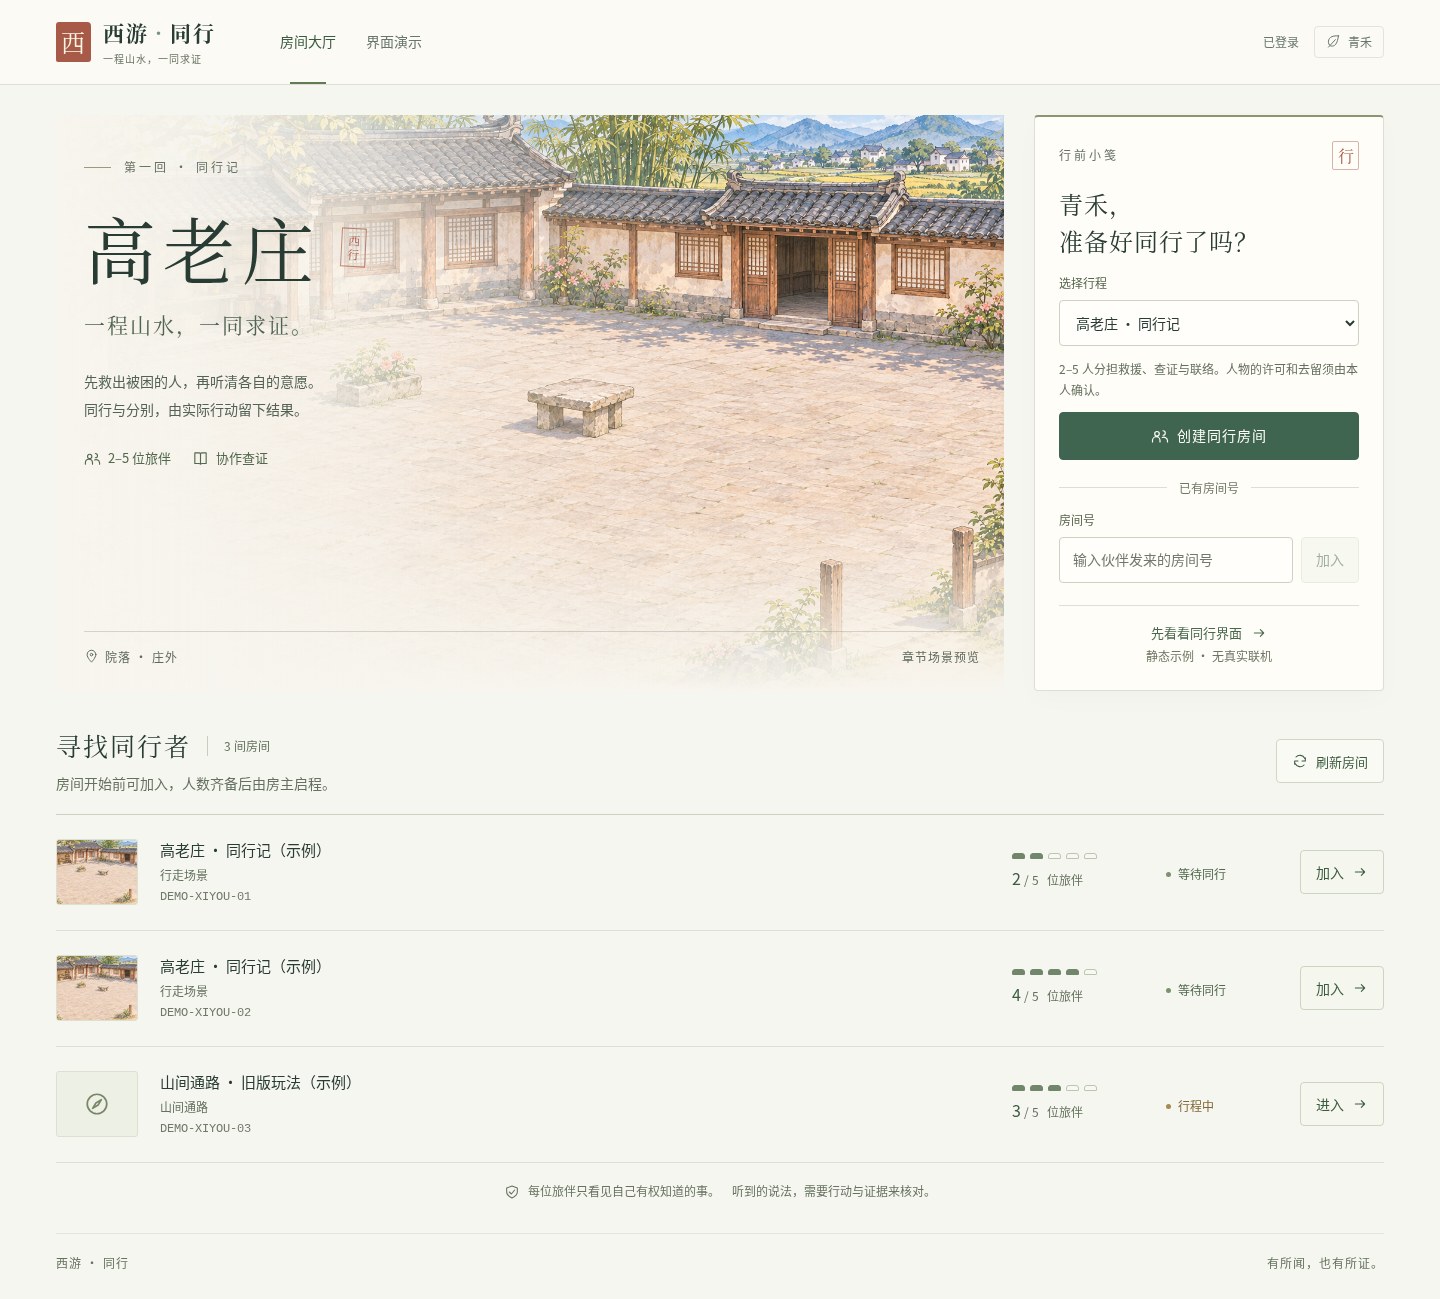 西
西游·同行
一程山水，一同求证
房间大厅
界面演示
已登录
青禾
第一回 · 同行记
高老庄
西行
一程山水，一同求证。
先救出被困的人，再听清各自的意愿。
同行与分别，由实际行动留下结果。
2–5 位旅伴
协作查证
院落 · 庄外
章节场景预览
行前小笺
行
青禾，
准备好同行了吗？
选择行程
高老庄 · 同行记
2–5 人分担救援、查证与联络。人物的许可和去留须由本
人确认。
创建同行房间
已有房间号
房间号
输入伙伴发来的房间号
加入
先看看同行界面 →
静态示例 · 无真实联机
寻找同行者
3 间房间
房间开始前可加入，人数齐备后由房主启程。
刷新房间
高老庄 · 同行记（示例）
行走场景
DEMO-XIYOU-01
2 / 5 位旅伴
等待同行
加入 →
高老庄 · 同行记（示例）
行走场景
DEMO-XIYOU-02
4 / 5 位旅伴
等待同行
加入 →
山间通路 · 旧版玩法（示例）
山间通路
DEMO-XIYOU-03
3 / 5 位旅伴
行程中
进入 →
每位旅伴只看见自己有权知道的事。 听到的说法，需要行动与证据来核对。
西游 · 同行
有所闻，也有所证。